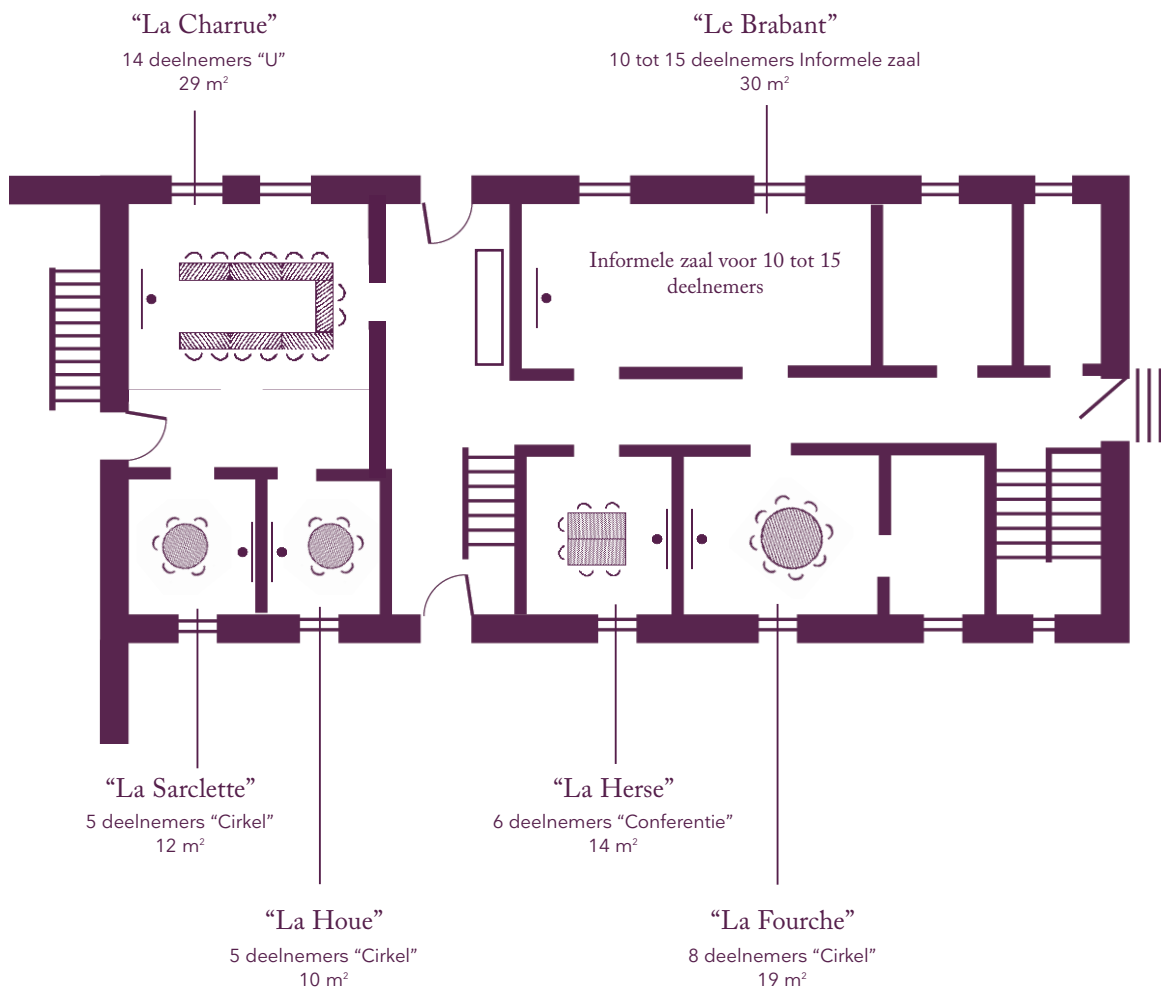 “La Charrue”
14 deelnemers “U”
29 m²
“Le Brabant”
10 tot 15 deelnemers Informele zaal
30 m²
Informele zaal voor 10 tot 15
deelnemers
“La Sarclette”
5 deelnemers “Cirkel”
12 m²
“La Herse”
6 deelnemers “Conferentie”
14 m²
“La Houe”
5 deelnemers “Cirkel”
10 m²
“La Fourche”
8 deelnemers “Cirkel”
19 m²